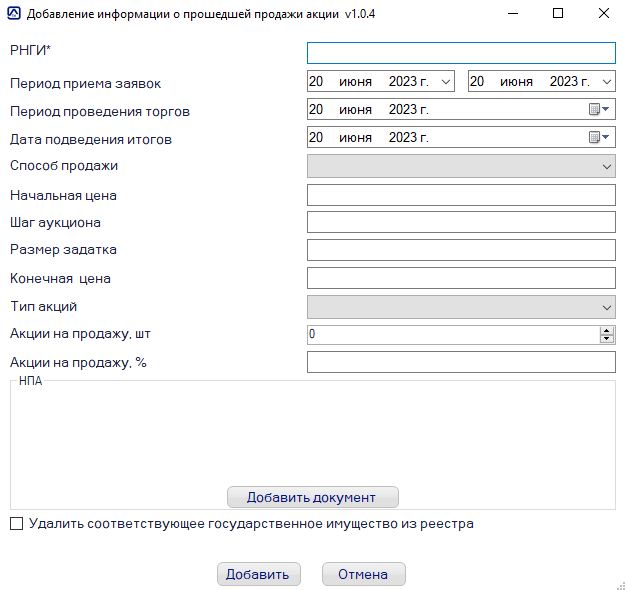 Добавление информации о прошедшей продажи акции v1.0.4
РНГИ*
Период приема заявок 20 июня 2023 г. 20 июня 2023 г.
Период проведения торгов 20 июня 2023 г.
Дата подведения итогов 20 июня 2023 г.
Способ продажи
Начальная цена
Шаг аукциона
Размер задатка
Конечная цена
Тип акций
Акции на продажу, шт 0
Акции на продажу, %
НПА
Добавить документ
Удалить соответствующее государственное имущество из реестра
Добавить Отмена